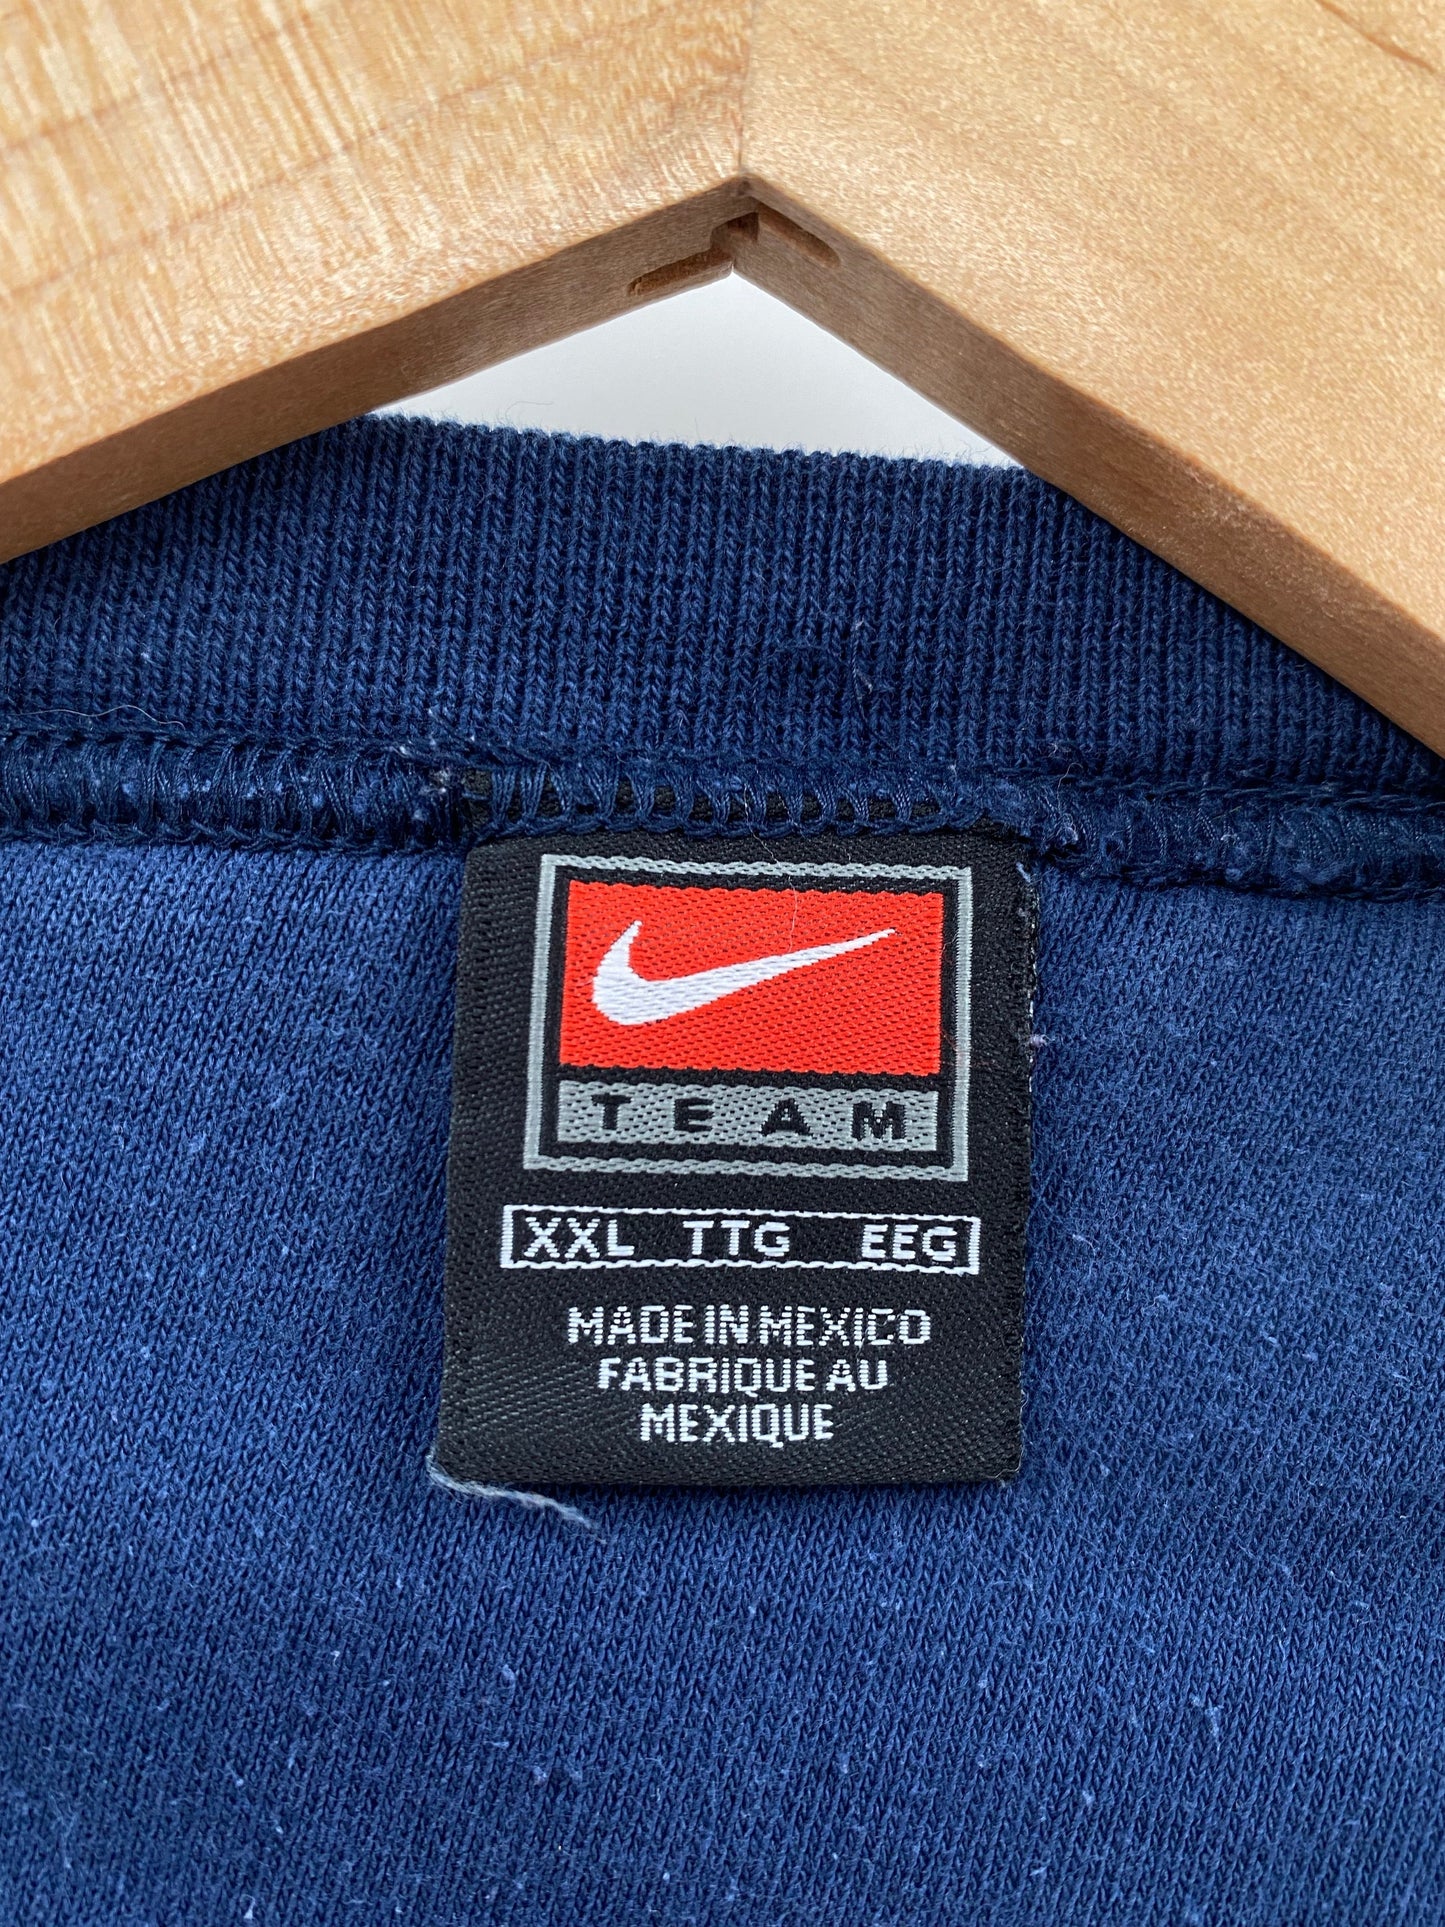 TEAM
XXL TTG EEG
MADE IN MEXICO
FABRIQUE AU
MEXIQUE